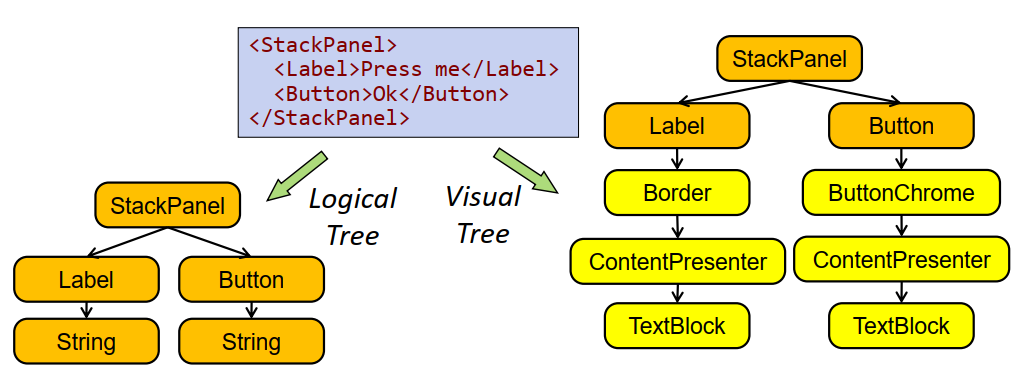 <StackPanel>
<Label>Press me</Label>
<Button>Ok</Button>
</StackPanel>
Logical
Tree
Visual
Tree
StackPanel
Label
Button
String
String
StackPanel
Label
Button
Border
ButtonChrome
ContentPresenter
ContentPresenter
TextBlock
TextBlock